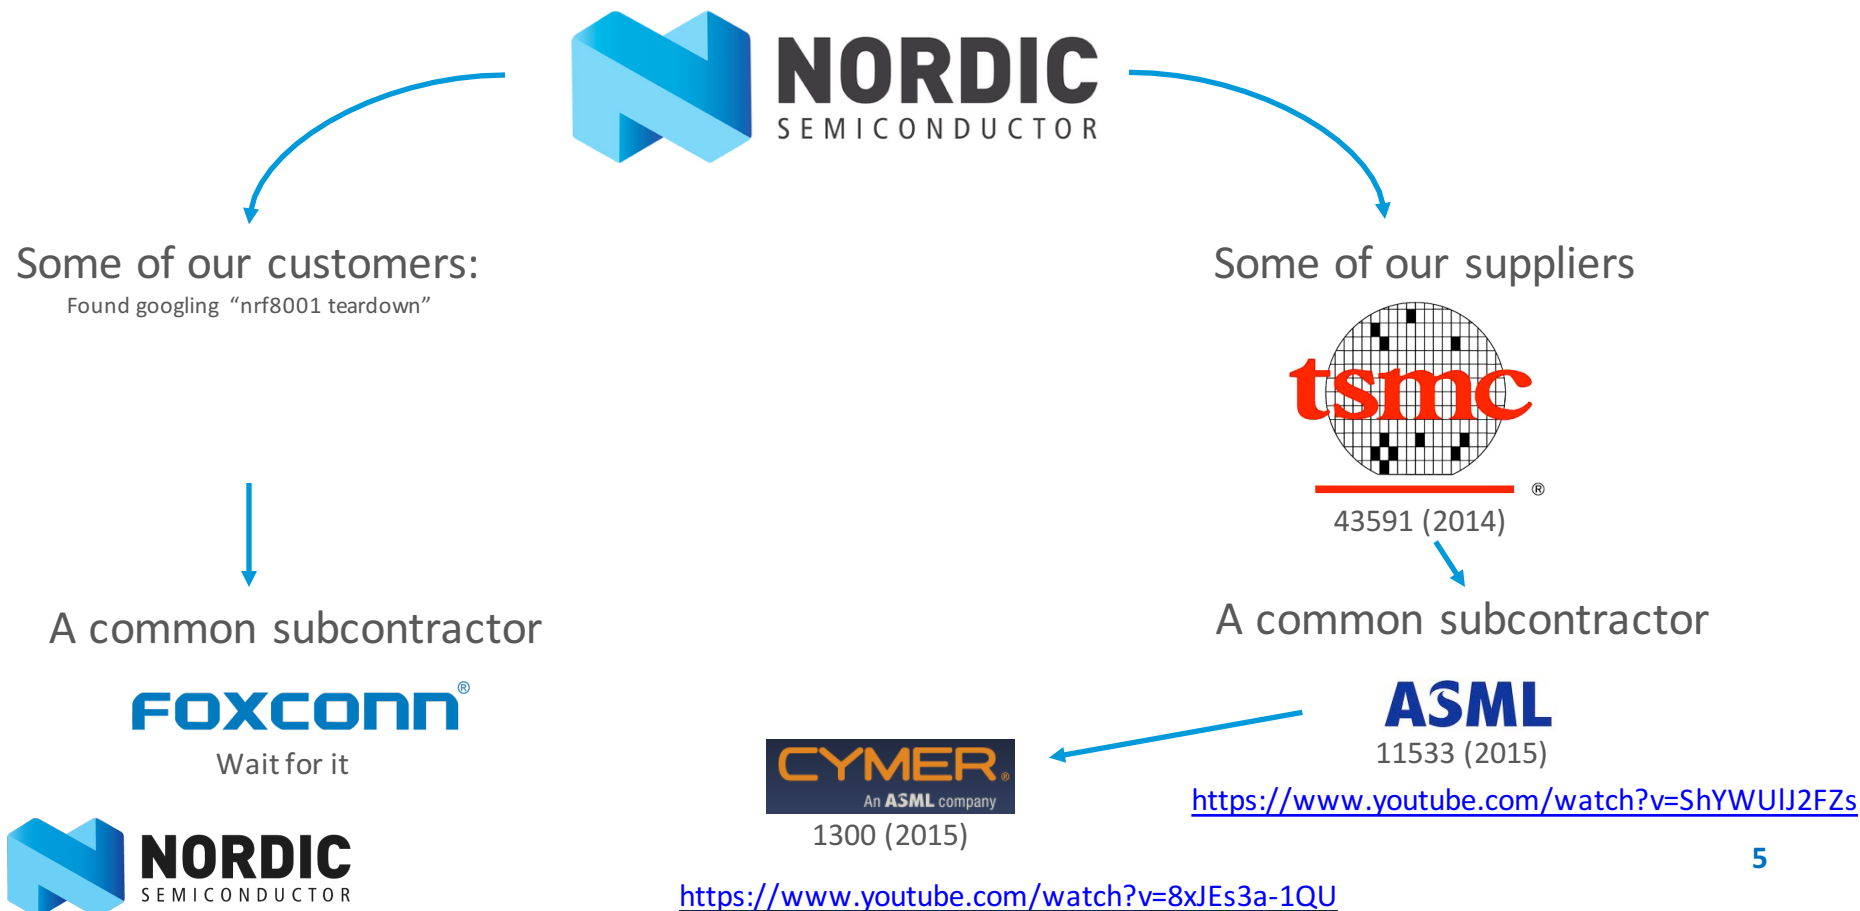 NORDIC
SEMICONDUCTOR
Some of our customers:
Found googling “nrf8001 teardown”
Some of our suppliers
tsmc
®
43591 (2014)
A common subcontractor
FOXCONN®
Wait for it
A common subcontractor
ASML
11533 (2015)
https://www.youtube.com/watch?v=ShYWUlJ2FZs
CYMER®
An ASML company
1300 (2015)
https://www.youtube.com/watch?v=8xJEs3a-1QU
NORDIC
SEMICONDUCTOR
5